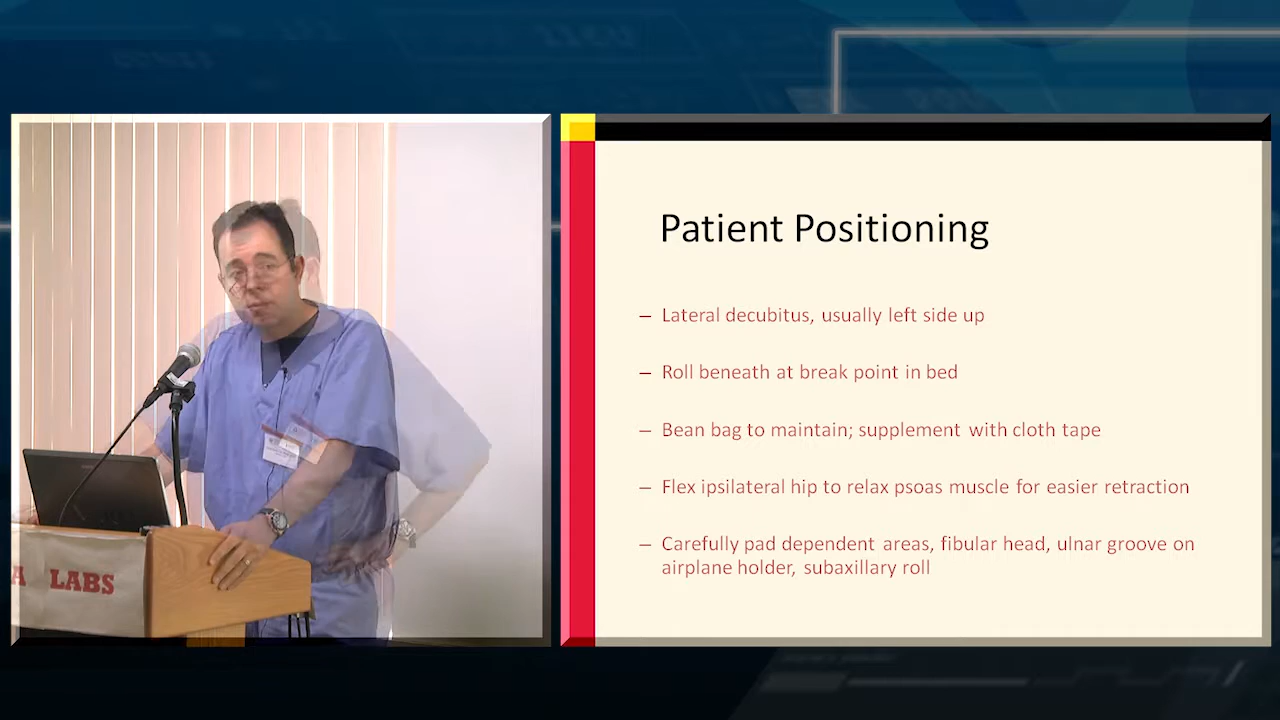 A LABS
Patient Positioning
– Lateral decubitus, usually left side up
– Roll beneath at break point in bed
– Bean bag to maintain; supplement with cloth tape
– Flex ipsilateral hip to relax psoas muscle for easier retraction
– Carefully pad dependent areas, fibular head, ulnar groove on
airplane holder, subaxillary roll